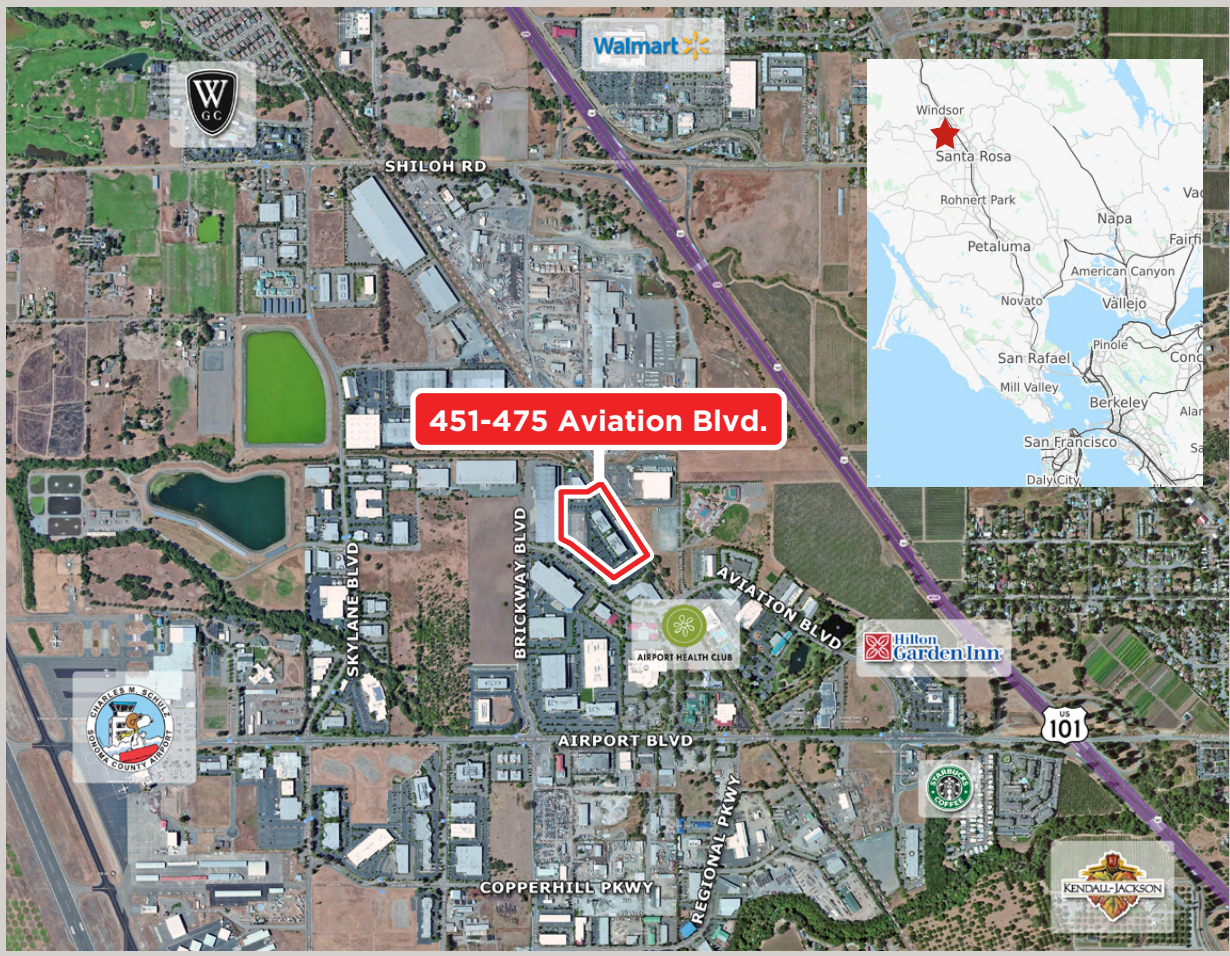 Walmart
W
GC
SHILOH RD
Windsor
Santa Rosa
Rohnert Park
Napa
Petaluma
American Canyon
Novato
Vallejo
Pinole
San Rafael
Mill Valley
Berkeley
San Francisco
Daly City
451-475 Aviation Blvd.
BRICKWAY BLVD
SKYLANE BLVD
AVIATION BLVD
AIRPORT HEALTH CLUB
Hilton
Garden Inn
CHARLES M. SCHULZ
SONOMA COUNTY AIRPORT
US
101
AIRPORT BLVD
STARBUCKS
COFFEE
REGIONAL PKWY
COPPERHILL PKWY
KENDALL-JACKSON